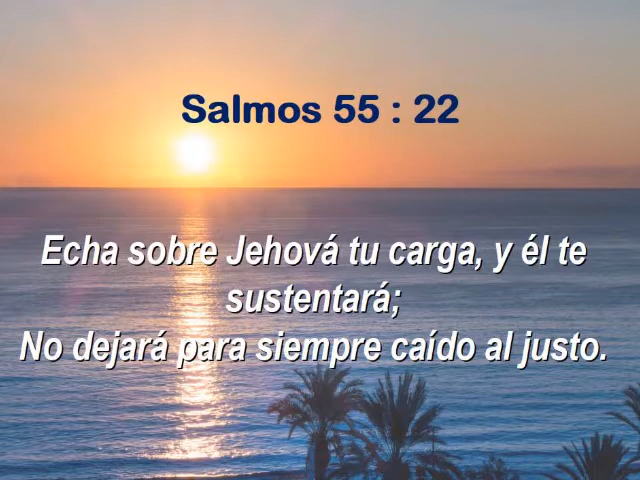 Salmos 55 : 22
Echa sobre Jehová tu carga, y él te
sustentará;
No dejará para siempre caído al justo.